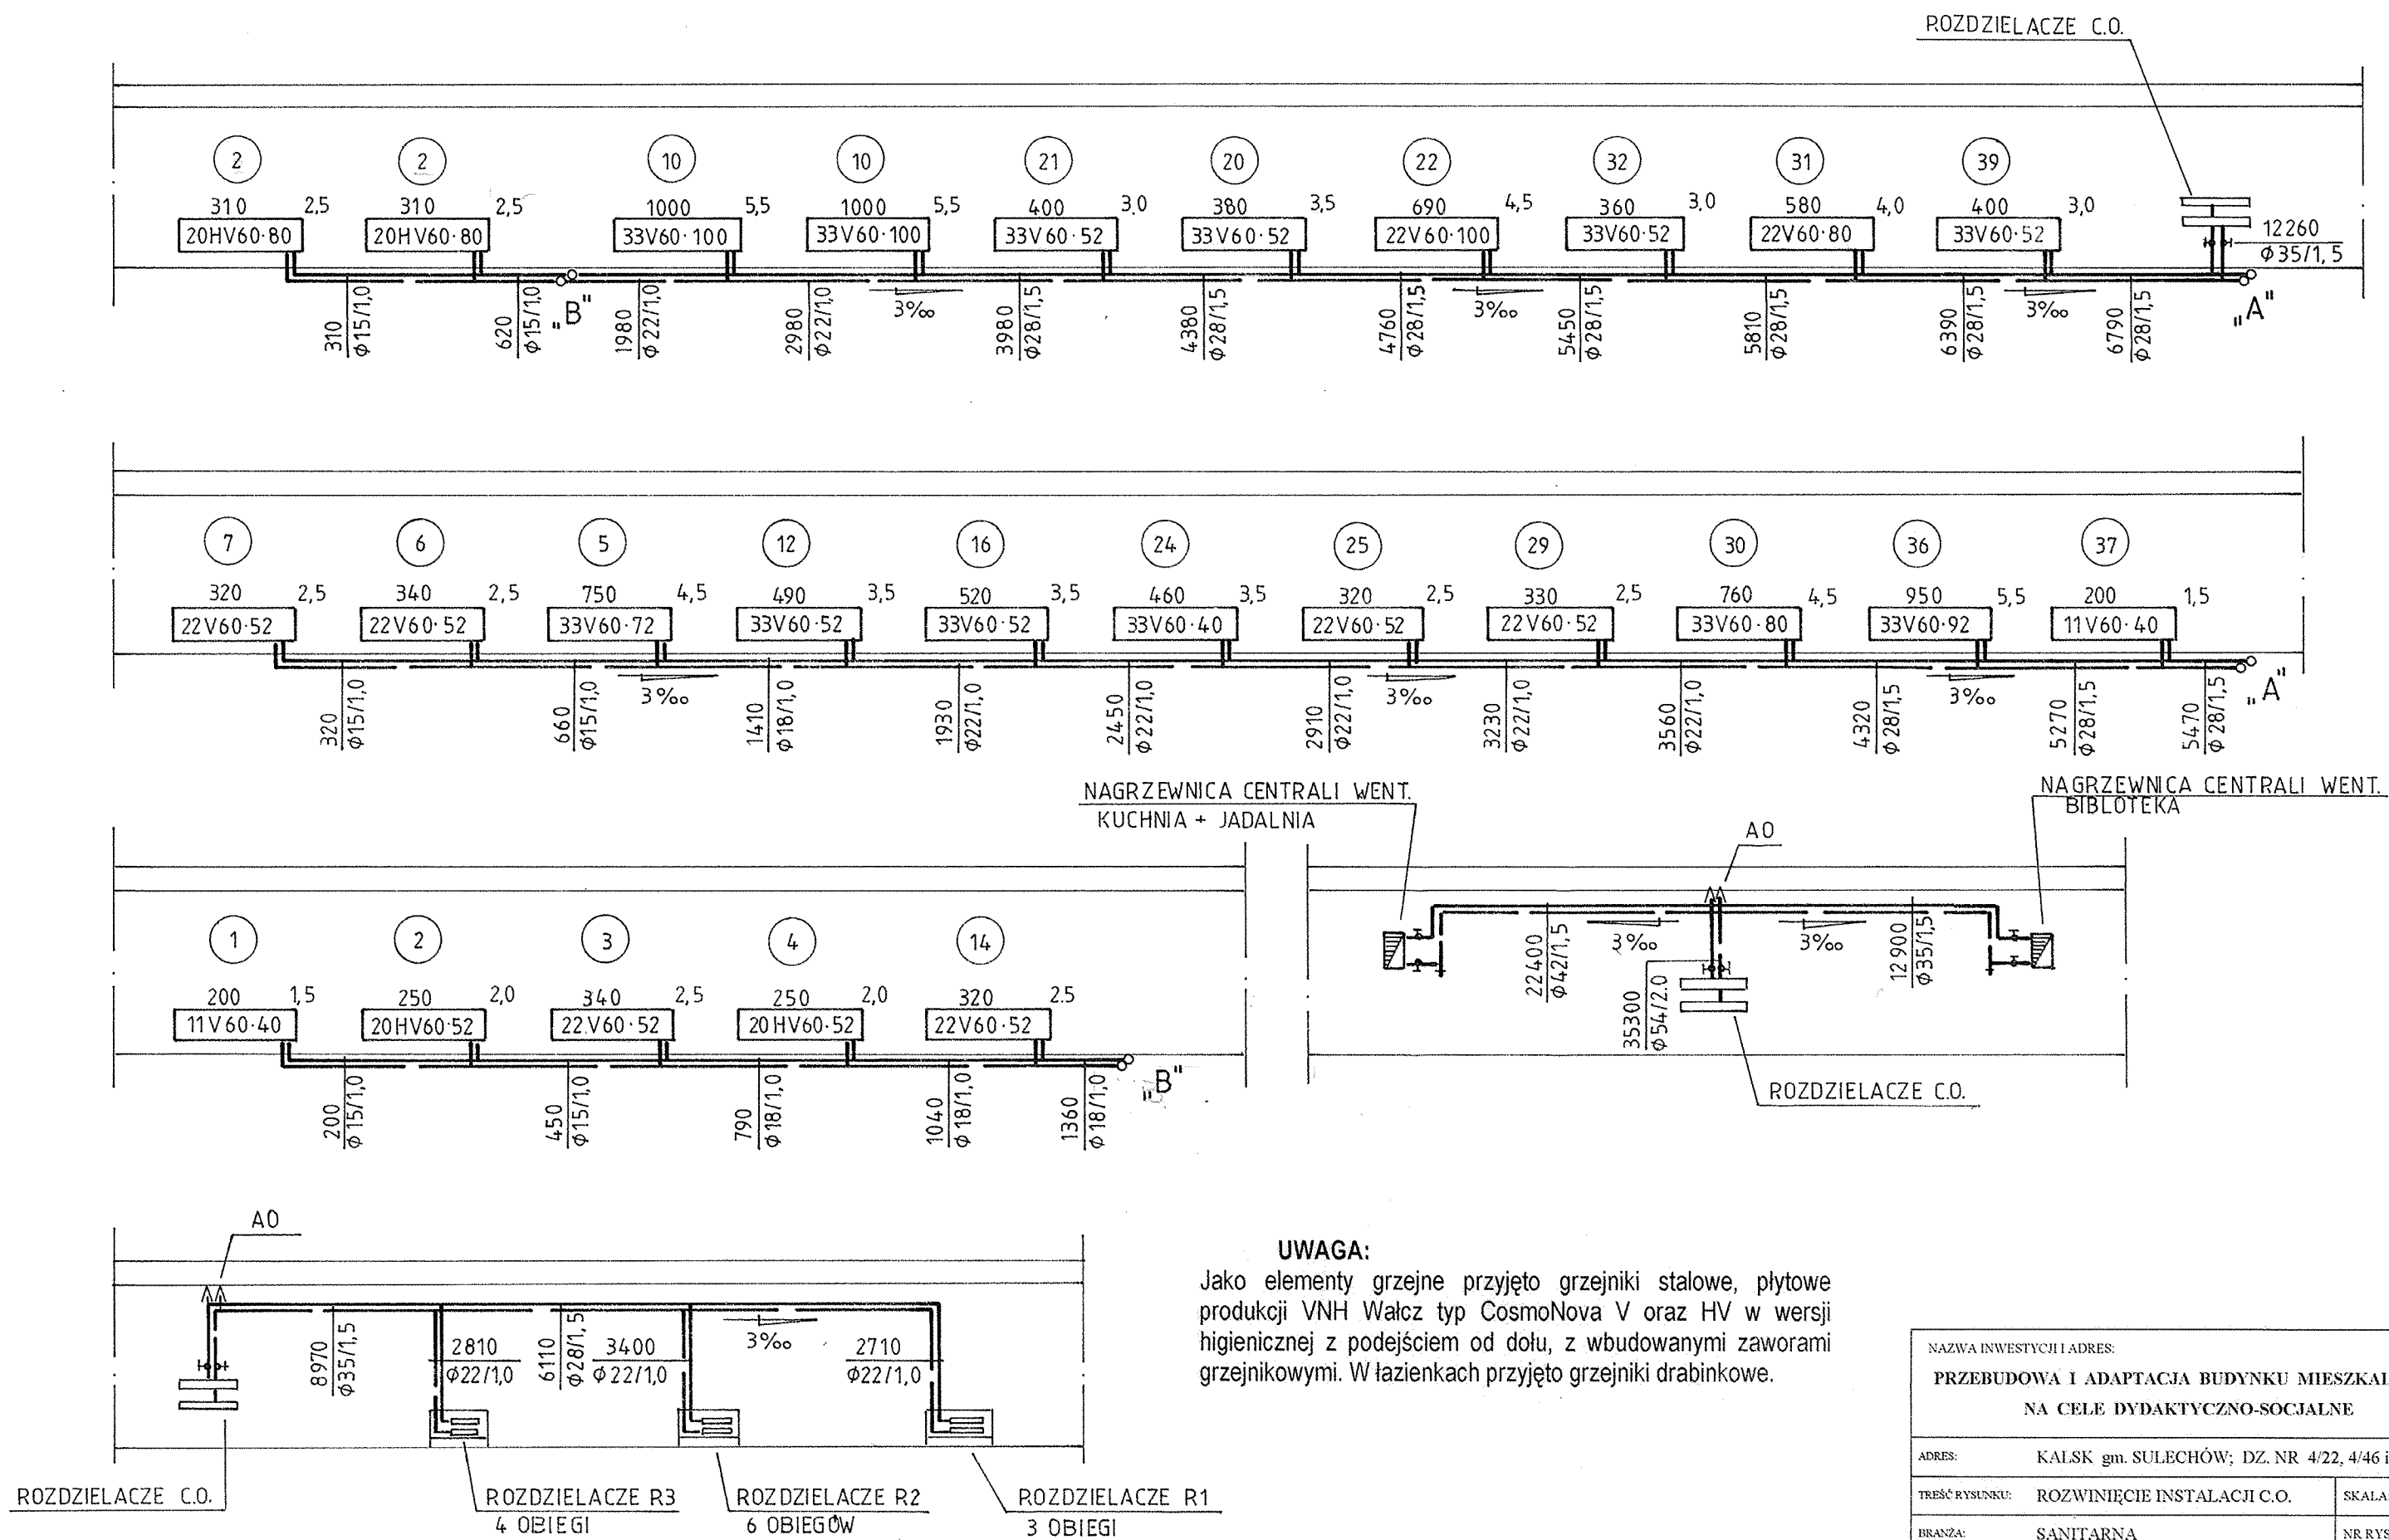 ROZDZIELACZE C.O.
2 2 10 10 21 20 22 32 31 39
310 2,5 310 2,5 1000 5,5 1000 5,5 400 3,0 380 3,5 690 4,5 360 3,0 580 4,0 400 3,0
20HV60·80 20HV60·80 33V60·100 33V60·100 33V60·52 33V60·52 22V60·100 33V60·52 22V60·80 33V60·52
12260
ϕ35/1,5
310 ϕ15/1,0
620 ϕ15/1,0
„B"
1980 ϕ22/1,0
2980 ϕ22/1,0
3‰
3980 ϕ28/1,5
4380 ϕ28/1,5
4760 ϕ28/1,5
3‰
5450 ϕ28/1,5
5810 ϕ28/1,5
6390 ϕ28/1,5
3‰
6790 ϕ28/1,5
„A"
7 6 5 12 16 24 25 29 30 36 37
320 2,5 340 2,5 750 4,5 490 3,5 520 3,5 460 3,5 320 2,5 330 2,5 760 4,5 950 5,5 200 1,5
22V60·52 22V60·52 33V60·72 33V60·52 33V60·52 33V60·40 22V60·52 22V60·52 33V60·80 33V60·92 11V60·40
320 ϕ15/1,0
660 ϕ15/1,0
3‰
1410 ϕ18/1,0
1930 ϕ22/1,0
2450 ϕ22/1,0
2910 ϕ22/1,0
3‰
3230 ϕ22/1,0
3560 ϕ22/1,0
4320 ϕ28/1,5
3‰
5270 ϕ28/1,5
5470 ϕ28/1,5
„A"
1 2 3 4 14
200 1,5 250 2,0 340 2,5 250 2,0 320 2.5
11V60·40 20HV60·52 22V60·52 20HV60·52 22V60·52
200 ϕ15/1,0
450 ϕ15/1,0
790 ϕ18/1,0
1040 ϕ18/1,0
1360 ϕ18/1,0
„B"
NAGRZEWNICA CENTRALI WENT.
KUCHNIA + JADALNIA
NAGRZEWNICA CENTRALI WENT.
BIBLOTEKA
AO
22400 ϕ42/1,5
3‰
3‰
12900 ϕ35/1,5
35300 ϕ54/2.0
ROZDZIELACZE C.O.
AO
8970 ϕ35/1,5
2810
ϕ22/1,0
6110 ϕ28/1,5
3400
ϕ22/1,0
3‰
2710
ϕ22/1,0
ROZDZIELACZE C.O.
ROZDZIELACZE R3
4 OBIEGI
ROZDZIELACZE R2
6 OBIEGÓW
ROZDZIELACZE R1
3 OBIEGI
UWAGA:
Jako elementy grzejne przyjęto grzejniki stalowe, płytowe
produkcji VNH Wałcz typ CosmoNova V oraz HV w wersji
higienicznej z podejściem od dołu, z wbudowanymi zaworami
grzejnikowymi. W łazienkach przyjęto grzejniki drabinkowe.
NAZWA INWESTYCJI I ADRES:
PRZEBUDOWA I ADAPTACJA BUDYNKU MIESZKAL
NA CELE DYDAKTYCZNO-SOCJALNE
ADRES: KALSK gm. SULECHÓW; DZ. NR 4/22, 4/46 i
TREŚĆ RYSUNKU: ROZWINIĘCIE INSTALACJI C.O. SKALA:
BRANŻA: SANITARNA NR RYS